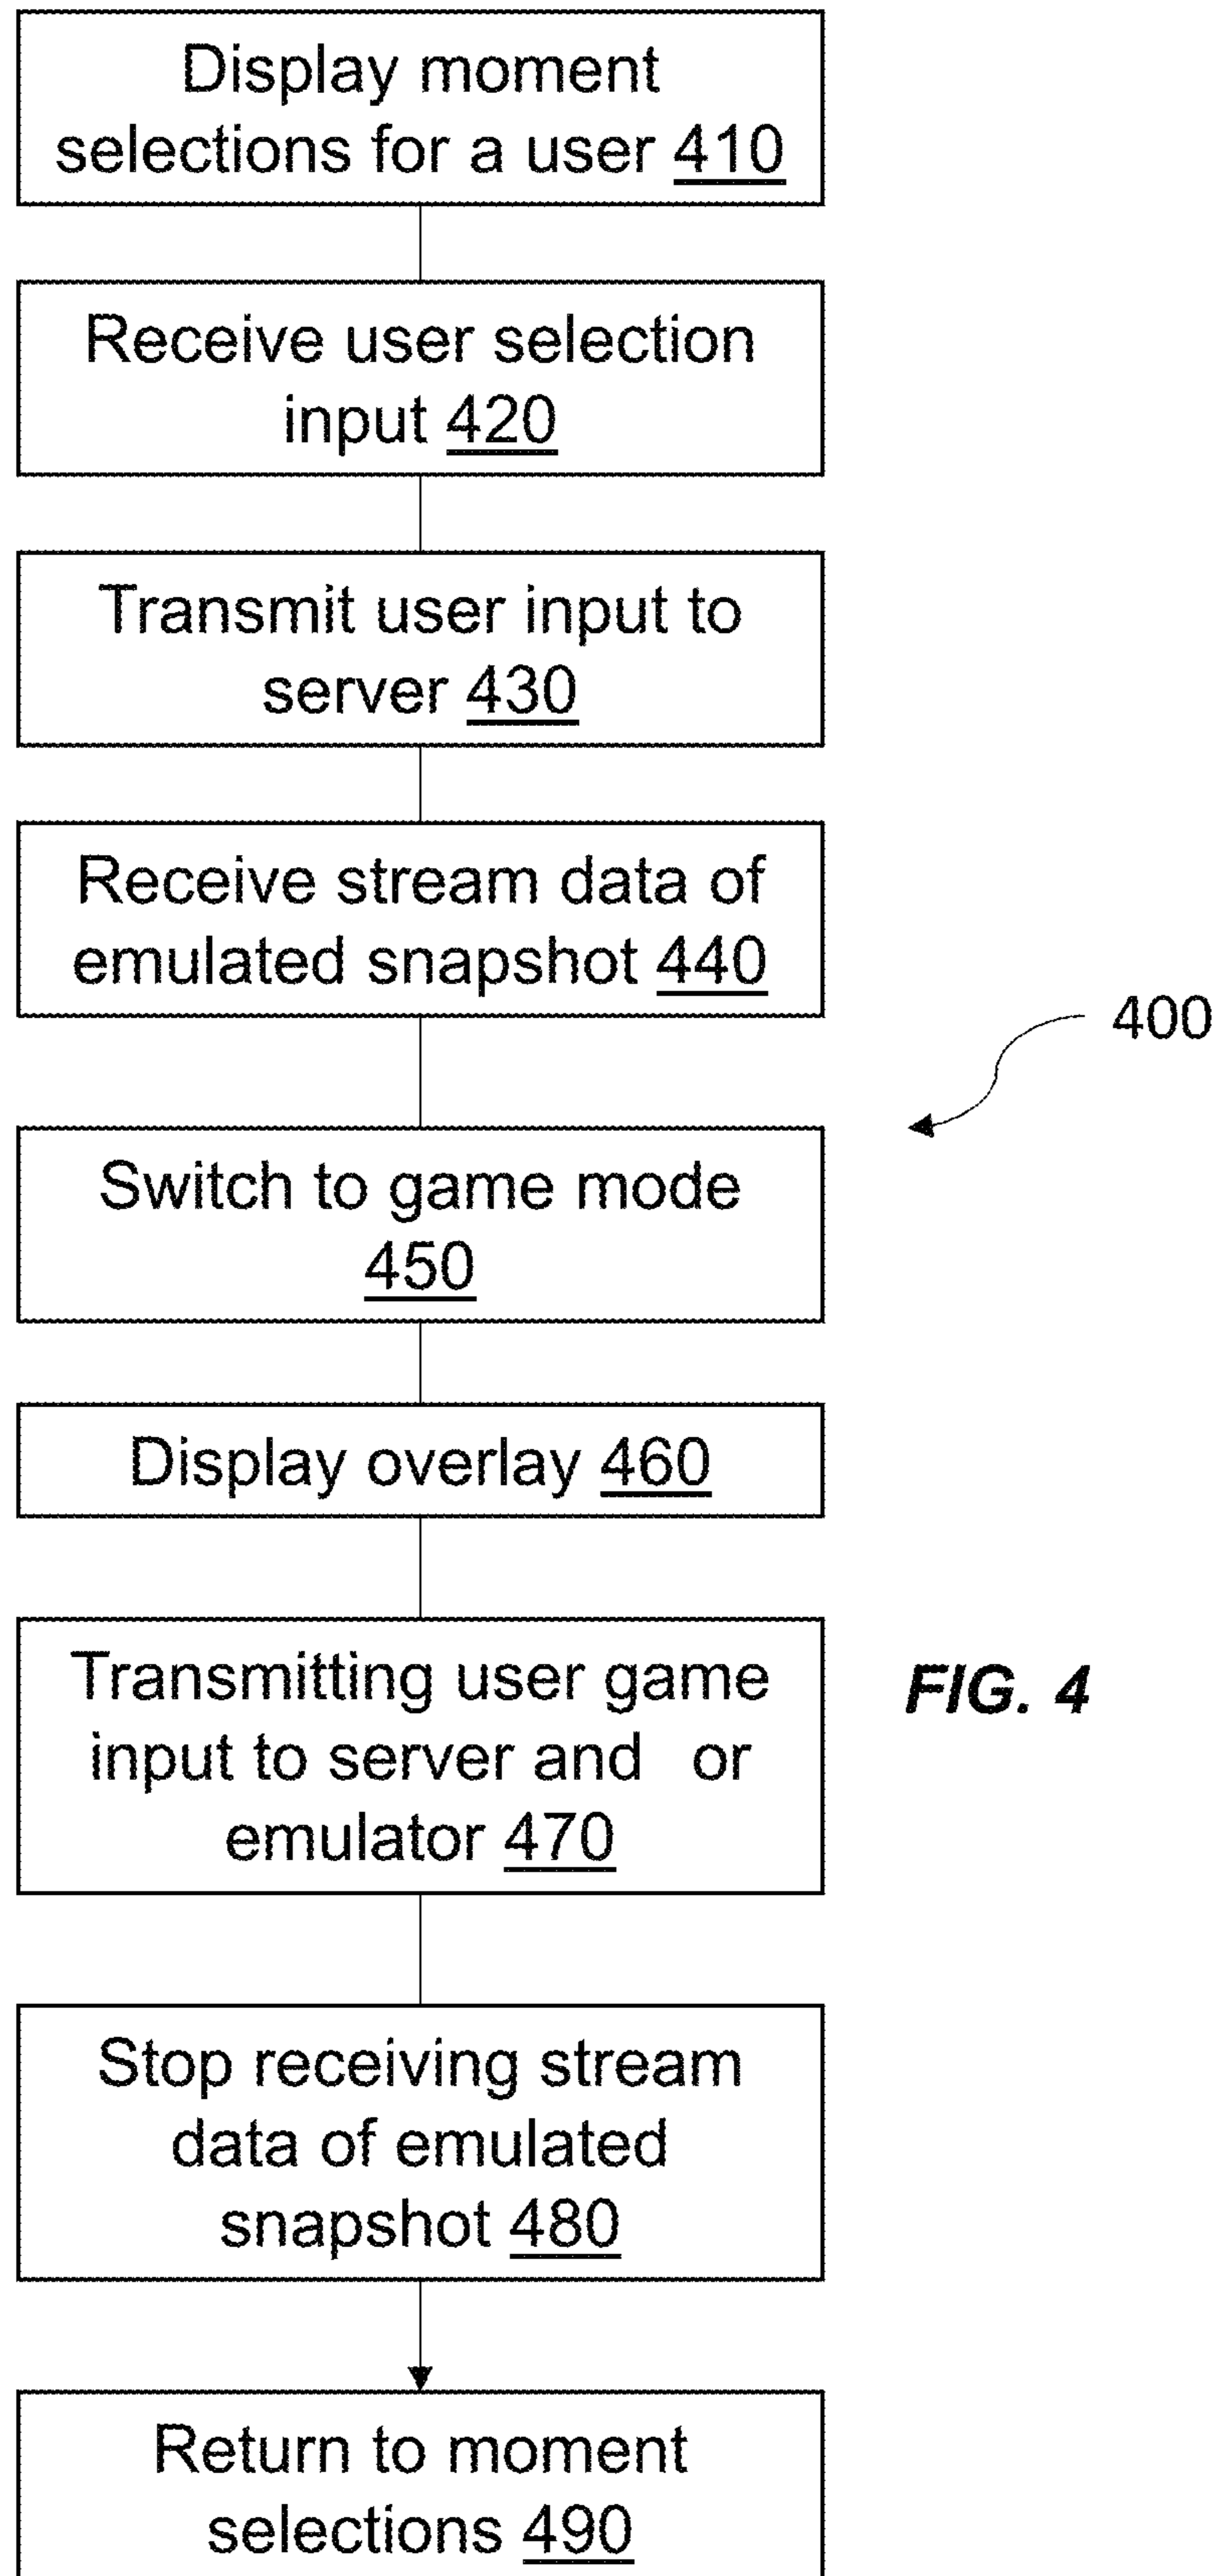 Display moment
selections for a user 410
Receive user selection
input 420
Transmit user input to
server 430
Receive stream data of
emulated snapshot 440
400
Switch to game mode
450
Display overlay 460
Transmitting user game
input to server and or
emulator 470
FIG. 4
Stop receiving stream
data of emulated
snapshot 480
Return to moment
selections 490